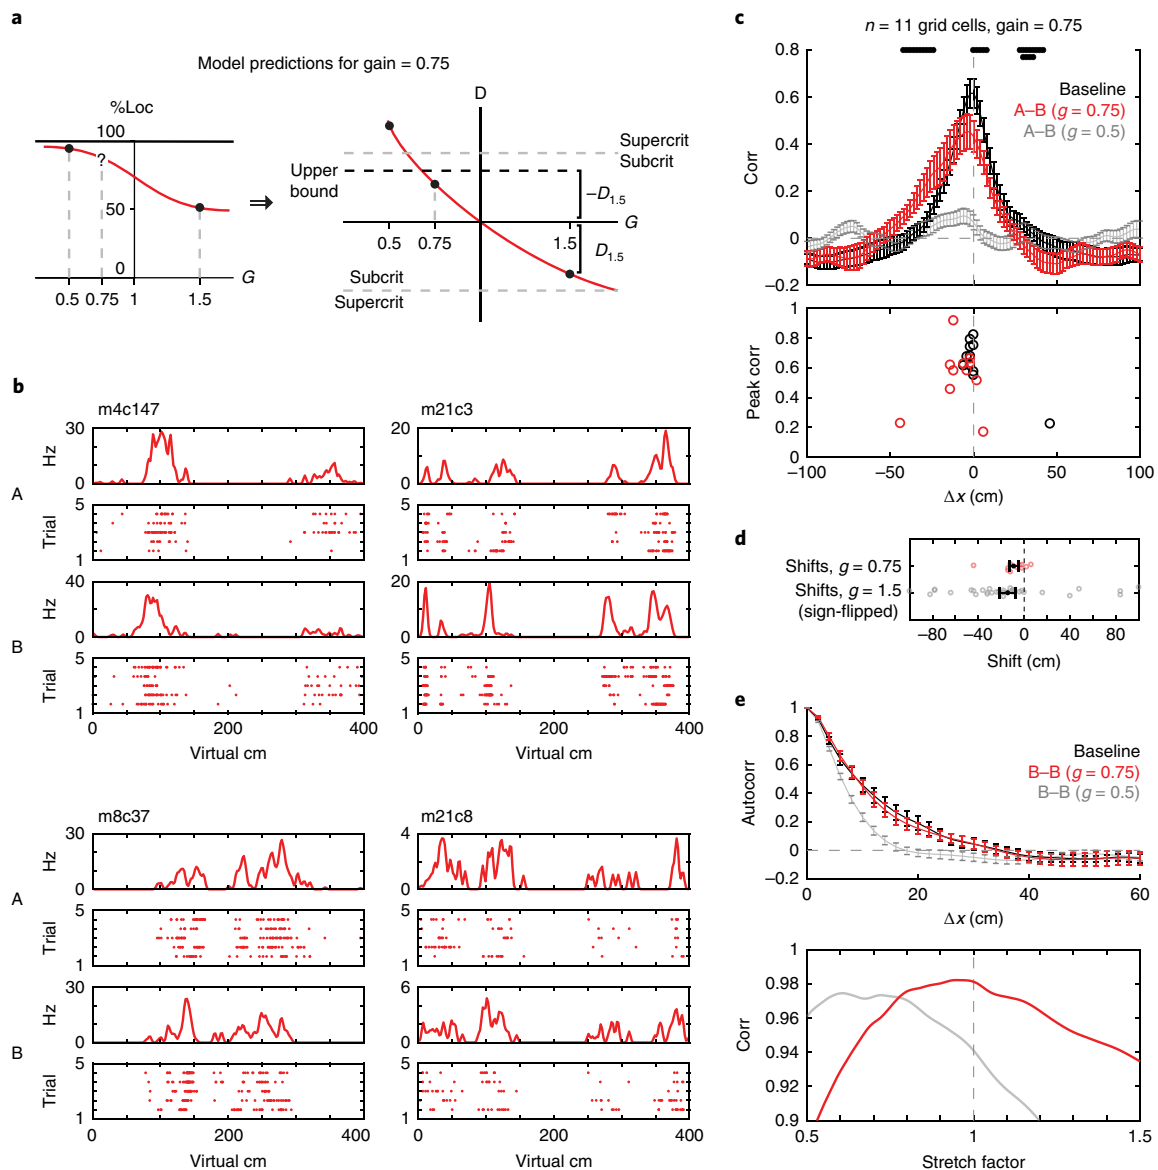 a
Model predictions for gain = 0.75
%Loc
100
?
50
0
G
0.5 0.75 1 1.5
⇒
D
Supercrit
Subcrit
Upper
bound
−D1.5
G
0.5 0.75 1.5
D1.5
Subcrit
Supercrit
b
m4c147
30
Hz
0
A
5
Trial
1
40
Hz
0
B
5
Trial
1
0 200 400
Virtual cm
m21c3
20
0
5
1
20
0
5
1
0 200 400
Virtual cm
m8c37
30
Hz
0
A
5
Trial
1
30
Hz
0
B
5
Trial
1
0 200 400
Virtual cm
m21c8
4
0
5
1
6
0
5
1
0 200 400
Virtual cm
c
n = 11 grid cells, gain = 0.75
0.8
0.6
0.4
0.2
0
−0.2
Corr
Baseline
A–B (g = 0.75)
A–B (g = 0.5)
1
0.8
0.6
0.4
0.2
0
Peak corr
−100 −50 0 50 100
Δx (cm)
d
Shifts, g = 0.75
Shifts, g = 1.5
(sign-flipped)
−80 −40 0 40 80
Shift (cm)
e
1
0.8
0.6
0.4
0.2
0
−0.2
Autocorr
Baseline
B–B (g = 0.75)
B–B (g = 0.5)
0 20 40 60
Δx (cm)
1
0.98
0.96
0.94
0.92
0.9
Corr
0.5 1 1.5
Stretch factor